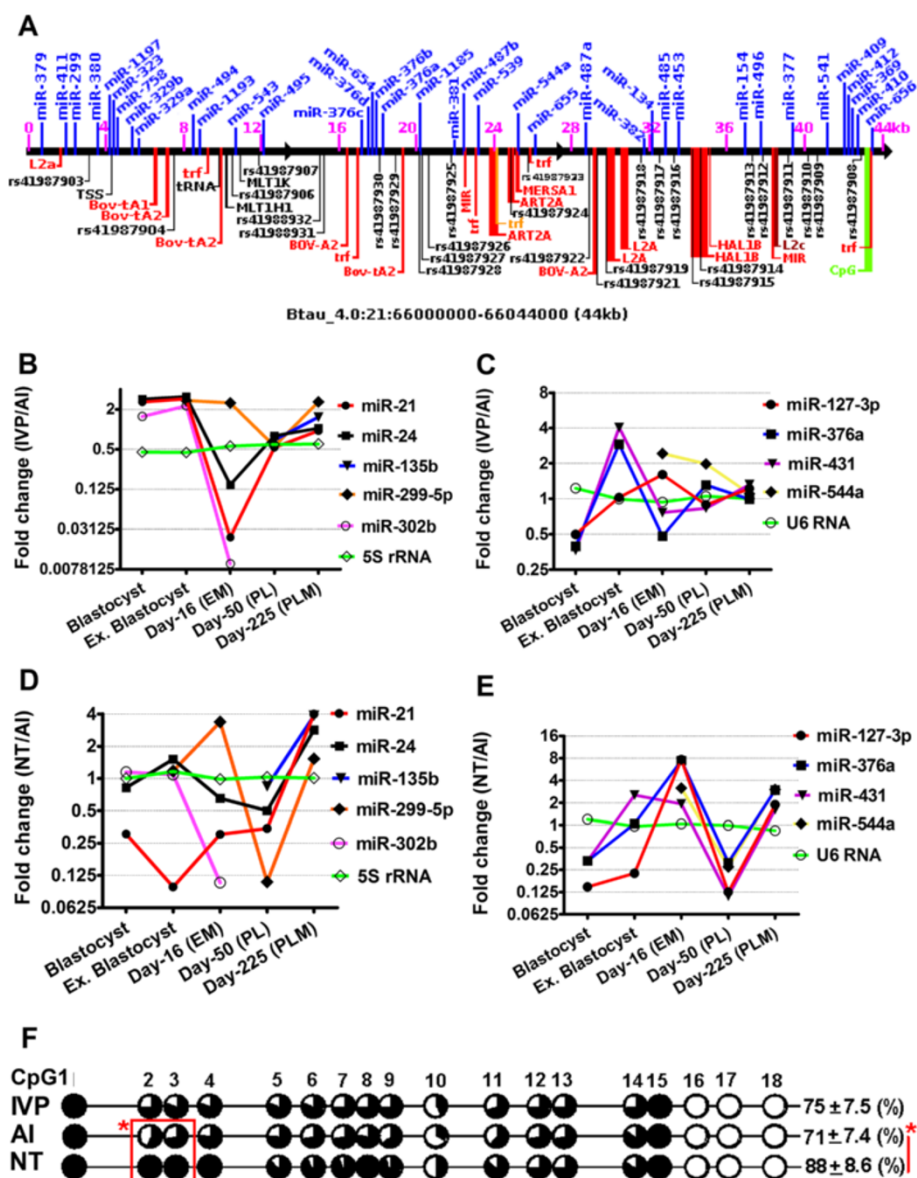 A
miR-379
miR-411
miR-299
miR-380
miR-1197
miR-323
miR-758
miR-329b
miR-329a
miR-494
miR-1193
miR-543
miR-495
miR-376c
miR-376d
miR-654
miR-376b
miR-376a
miR-1185
miR-381
miR-487b
miR-539
miR-544a
miR-655
miR-487a
miR-382
miR-134
miR-485
miR-453
miR-154
miR-496
miR-377
miR-541
miR-409
miR-412
miR-369
miR-410
miR-656
0 4 8 12 16 20 24 28 32 36 40 44 kb
L2a
rs41987903
TSS
Bov-tA1
Bov-tA2
rs41987904
trf
tRNA
Bov-tA2
rs41987907
MLT1K
rs41987906
MLT1H1
rs41988932
rs41988931
BOV-A2
trf
Bov-tA2
rs41987930
rs41987929
rs41987925
rs41987926
rs41987927
rs41987928
MIR
trf
trf
ART2A
trf
rs41987923
MERSA1
ART2A
rs41987924
rs41987922
BOV-A2
L2A
L2A
rs41987919
rs41987921
rs41987918
rs41987917
rs41987916
HAL1B
HAL1B
rs41987914
rs41987915
rs41987913
rs41987912
rs41987911
rs41987910
rs41987909
L2c
MIR
rs41987908
trf
CpG
Btau_4.0:21:66000000-66044000 (44kb)
B
Fold change (IVP/AI)
2
0.5
0.125
0.03125
0.0078125
Blastocyst
Ex. Blastocyst
Day-16 (EM)
Day-50 (PL)
Day-225 (PLM)
miR-21
miR-24
miR-135b
miR-299-5p
miR-302b
5S rRNA
C
Fold change (IVP/AI)
8
4
2
1
0.5
0.25
Blastocyst
Ex. Blastocyst
Day-16 (EM)
Day-50 (PL)
Day-225 (PLM)
miR-127-3p
miR-376a
miR-431
miR-544a
U6 RNA
D
Fold change (NT/AI)
4
2
1
0.5
0.25
0.125
0.0625
Blastocyst
Ex. Blastocyst
Day-16 (EM)
Day-50 (PL)
Day-225 (PLM)
miR-21
miR-24
miR-135b
miR-299-5p
miR-302b
5S rRNA
E
Fold change (NT/AI)
16
8
4
2
1
0.5
0.25
0.125
0.0625
Blastocyst
Ex. Blastocyst
Day-16 (EM)
Day-50 (PL)
Day-225 (PLM)
miR-127-3p
miR-376a
miR-431
miR-544a
U6 RNA
F
CpG1 2 3 4 5 6 7 8 9 10 11 12 13 14 15 16 17 18
IVP 75 ± 7.5 (%)
* AI 71 ± 7.4 (%) *
NT 88 ± 8.6 (%)